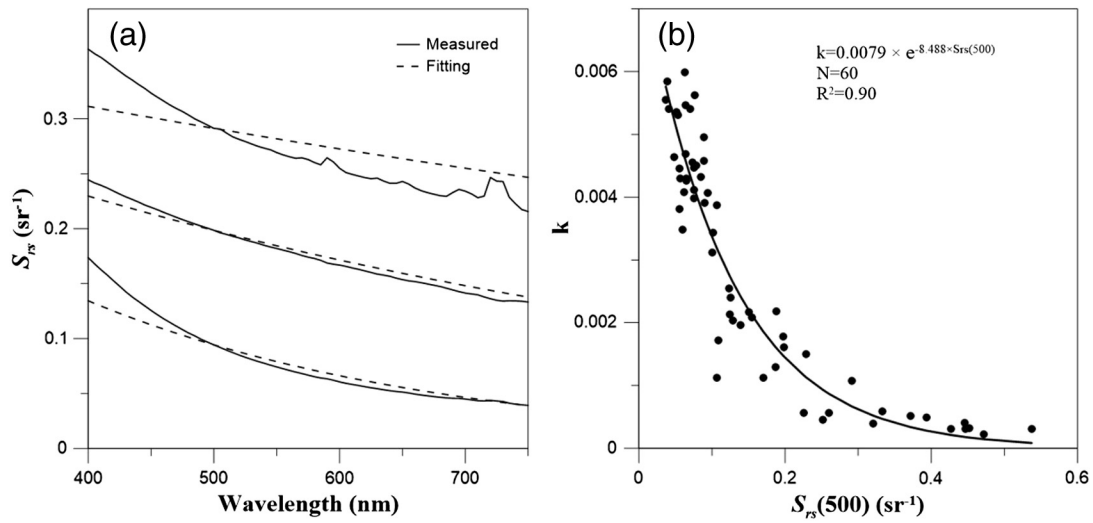 (a)
Measured
Fitting
0.3
0.2
0.1
0
400
500
600
700
Srs (sr-1)
Wavelength (nm)
(b)
k=0.0079 × e-8.488×Srs(500)
N=60
R2=0.90
0.006
0.004
0.002
0
0
0.2
0.4
0.6
k
Srs(500) (sr-1)